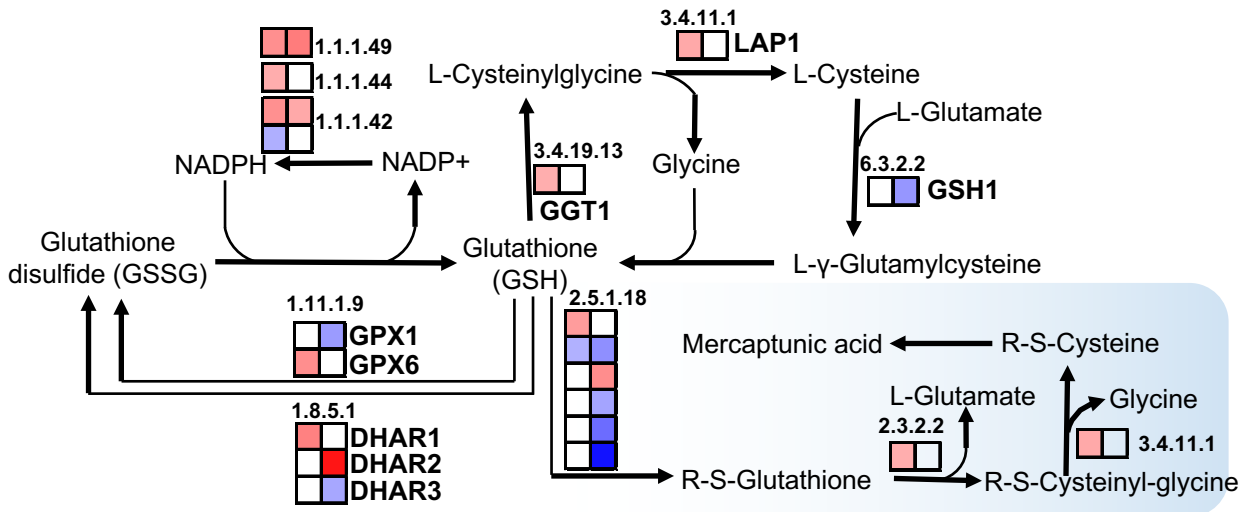 3.4.11.1
LAP1
1.1.1.49
1.1.1.44
1.1.1.42
L-Cysteinylglycine
L-Cysteine
L-Glutamate
NADPH
NADP+
3.4.19.13
GGT1
Glycine
6.3.2.2
GSH1
Glutathione
disulfide (GSSG)
Glutathione
(GSH)
L-γ-Glutamylcysteine
1.11.1.9
GPX1
GPX6
2.5.1.18
Mercaptunic acid
R-S-Cysteine
1.8.5.1
DHAR1
DHAR2
DHAR3
L-Glutamate
Glycine
2.3.2.2
3.4.11.1
R-S-Glutathione
R-S-Cysteinyl-glycine